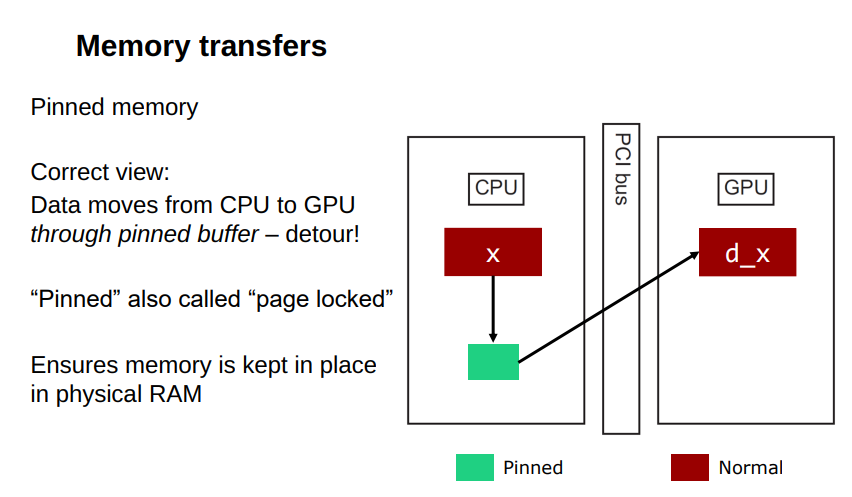 Memory transfers
Pinned memory
Correct view:
Data moves from CPU to GPU
through pinned buffer – detour!
“Pinned” also called “page locked”
Ensures memory is kept in place
in physical RAM
CPU
PCI bus
GPU
x
d_x
Pinned
Normal